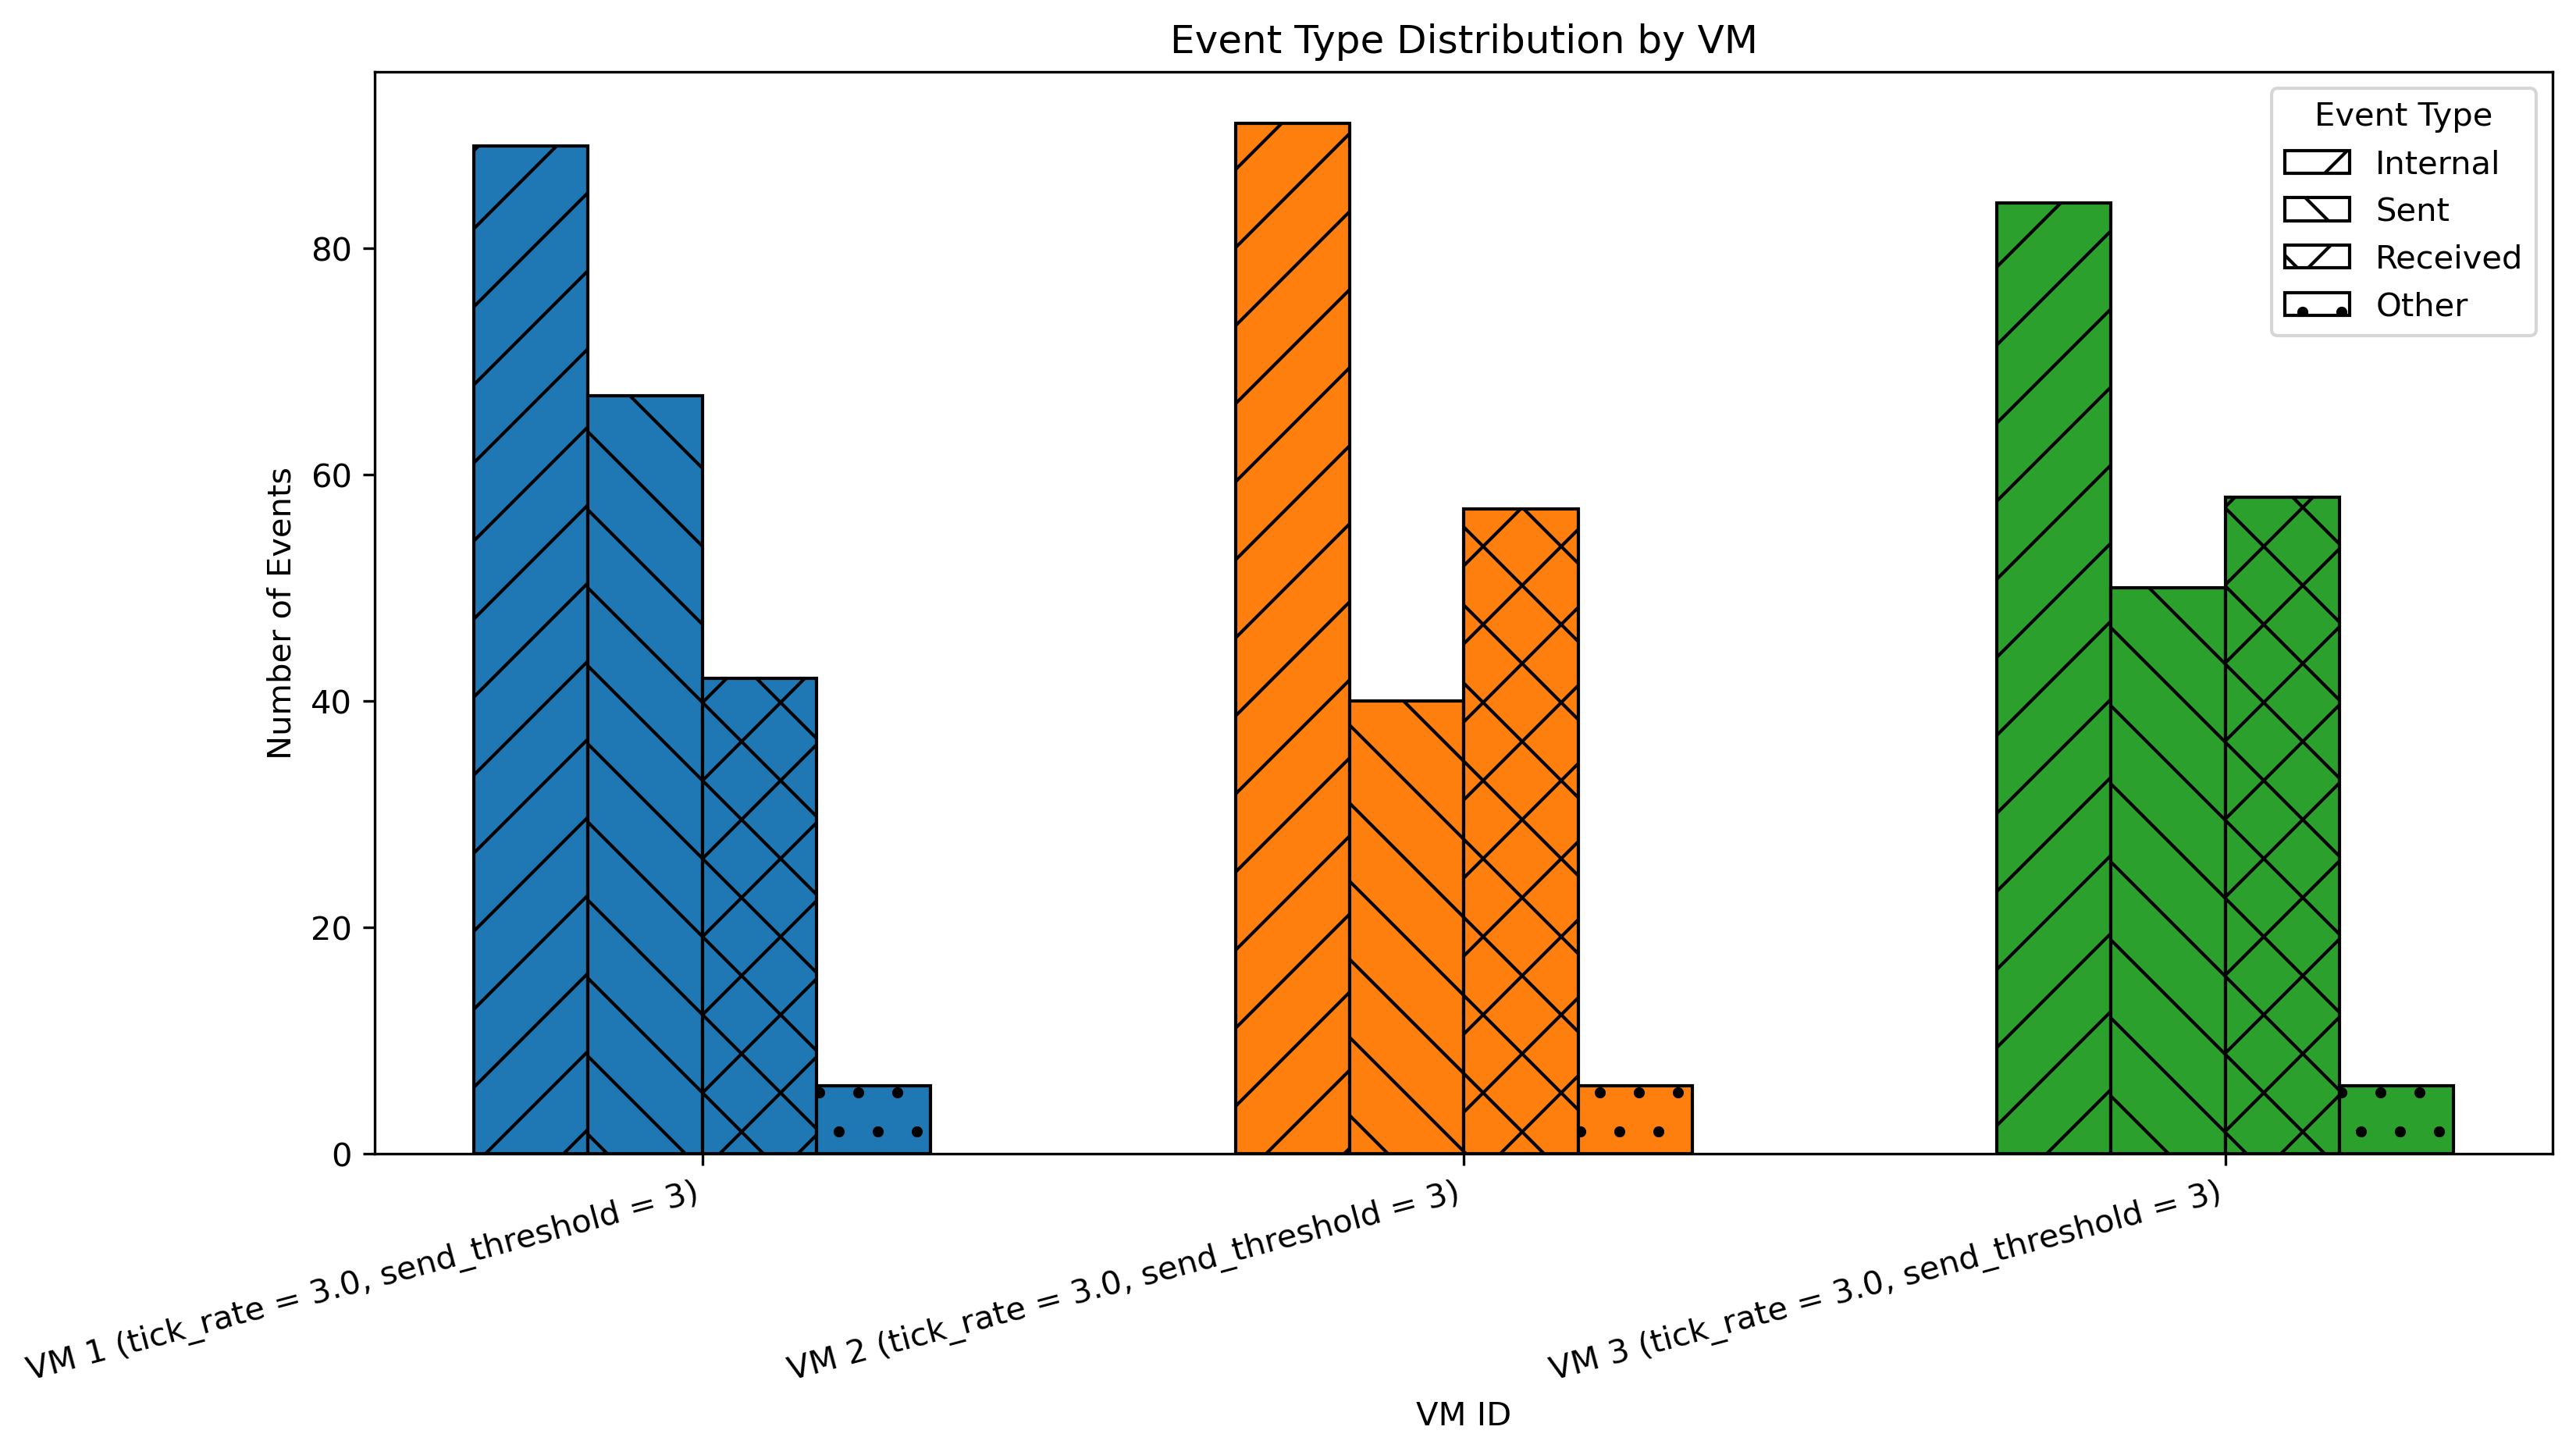 Event Type Distribution by VM
Event Type
Internal
Sent
Received
Other
Number of Events
80
60
40
20
0
VM 1 (tick_rate = 3.0, send_threshold = 3)
VM 2 (tick_rate = 3.0, send_threshold = 3)
VM 3 (tick_rate = 3.0, send_threshold = 3)
VM ID